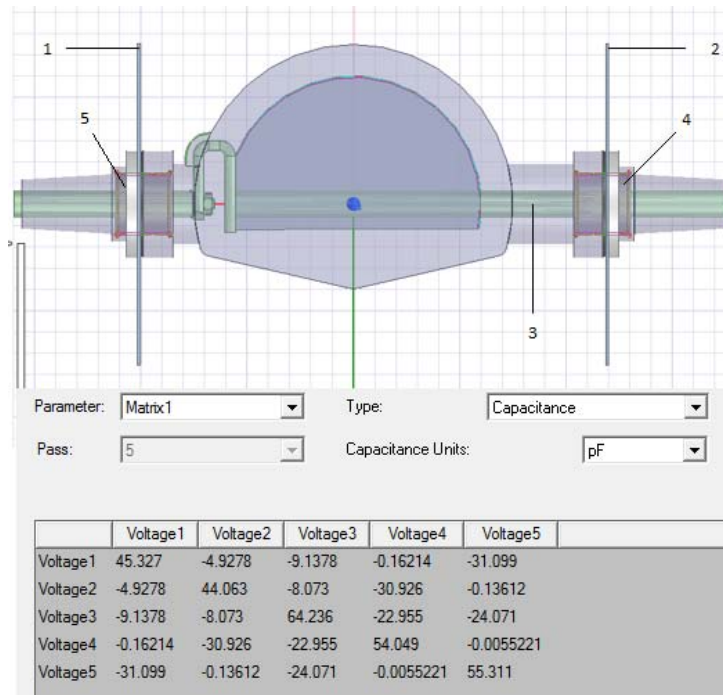 1
2
5
4
3
Parameter: Matrix1 Type: Capacitance
Pass: 5 Capacitance Units: pF
Voltage1 Voltage2 Voltage3 Voltage4 Voltage5
Voltage1 45.327 -4.9278 -9.1378 -0.16214 -31.099
Voltage2 -4.9278 44.063 -8.073 -30.926 -0.13612
Voltage3 -9.1378 -8.073 64.236 -22.955 -24.071
Voltage4 -0.16214 -30.926 -22.955 54.049 -0.0055221
Voltage5 -31.099 -0.13612 -24.071 -0.0055221 55.311